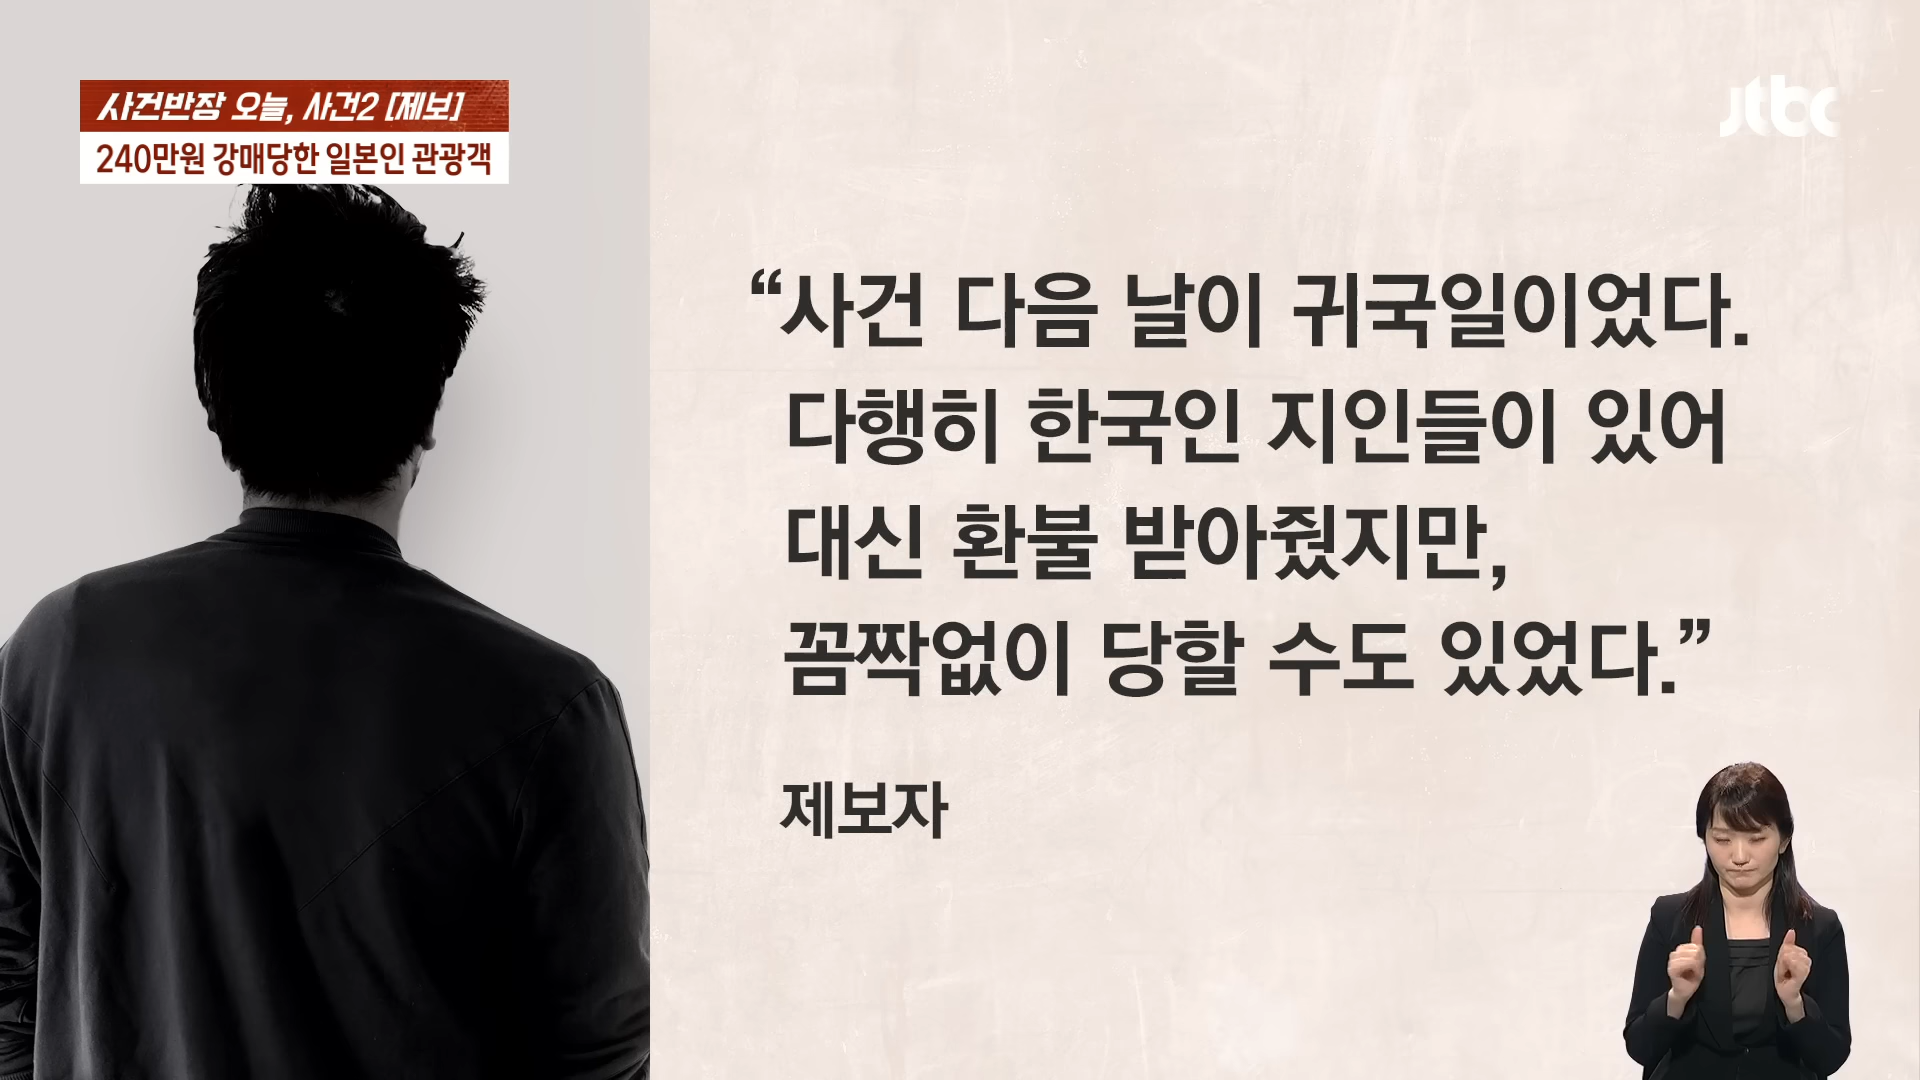 사건반장 오늘, 사건2 [제보]
240만원 강매당한 일본인 관광객
jtbc
“사건 다음 날이 귀국일이었다.
다행히 한국인 지인들이 있어
대신 환불 받아줬지만,
꼼짝없이 당할 수도 있었다.”
제보자